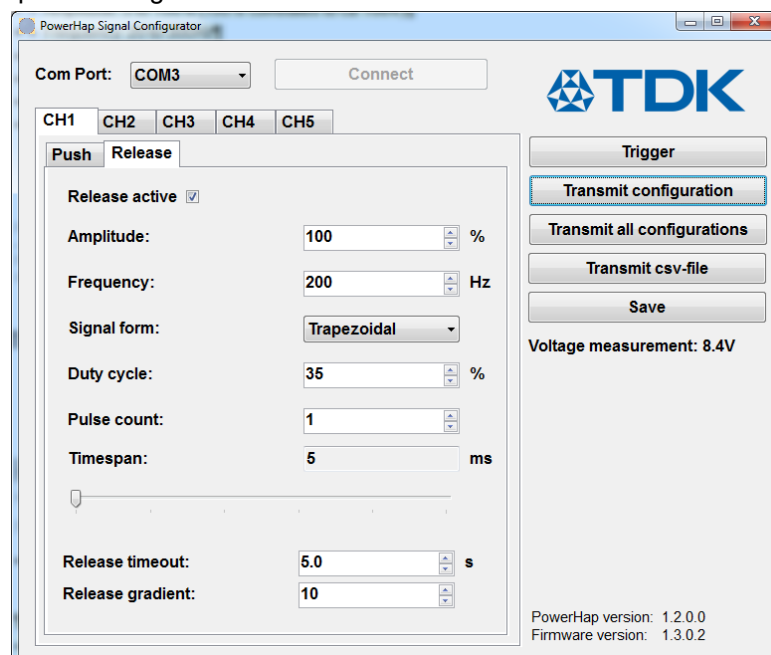 PowerHap Signal Configurator
Com Port: COM3 Connect
TDK
CH1 CH2 CH3 CH4 CH5
Push Release
Release active
Amplitude: 100 %
Frequency: 200 Hz
Signal form: Trapezoidal
Duty cycle: 35 %
Pulse count: 1
Timespan: 5 ms
Release timeout: 5.0 s
Release gradient: 10
Trigger
Transmit configuration
Transmit all configurations
Transmit csv-file
Save
Voltage measurement: 8.4V
PowerHap version: 1.2.0.0
Firmware version: 1.3.0.2